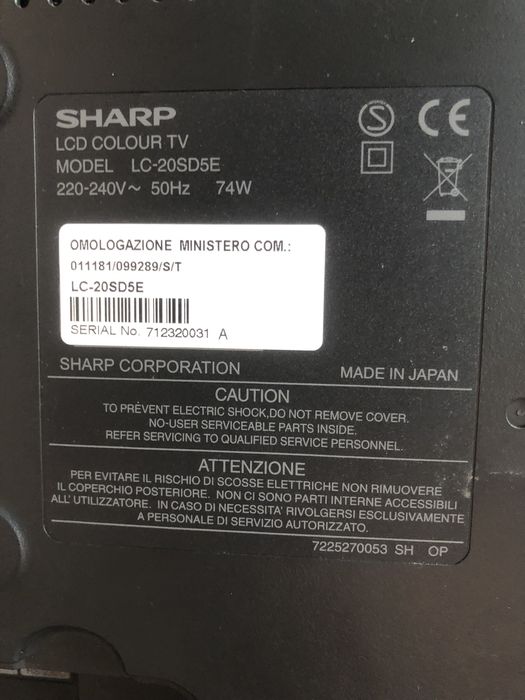 SHARP
LCD COLOUR TV
MODEL LC-20SD5E
220-240V~ 50Hz 74W
S
CE
OMOLOGAZIONE MINISTERO COM.:
011181/099289/S/T
LC-20SD5E
SERIAL No. 712320031 A
SHARP CORPORATION MADE IN JAPAN
CAUTION
TO PREVENT ELECTRIC SHOCK,DO NOT REMOVE COVER.
NO-USER SERVICEABLE PARTS INSIDE.
REFER SERVICING TO QUALIFIED SERVICE PERSONNEL.
ATTENZIONE
PER EVITARE IL RISCHIO DI SCOSSE ELETTRICHE NON RIMUOVERE
IL COPERCHIO POSTERIORE. NON CI SONO PARTI INTERNE ACCESSIBILI
ALL' UTILIZZATORE. IN CASO DI NECESSITA' RIVOLGERSI ESCLUSIVAMENTE
A PERSONALE DI SERVIZIO AUTORIZZATO.
7225270053 SH OP